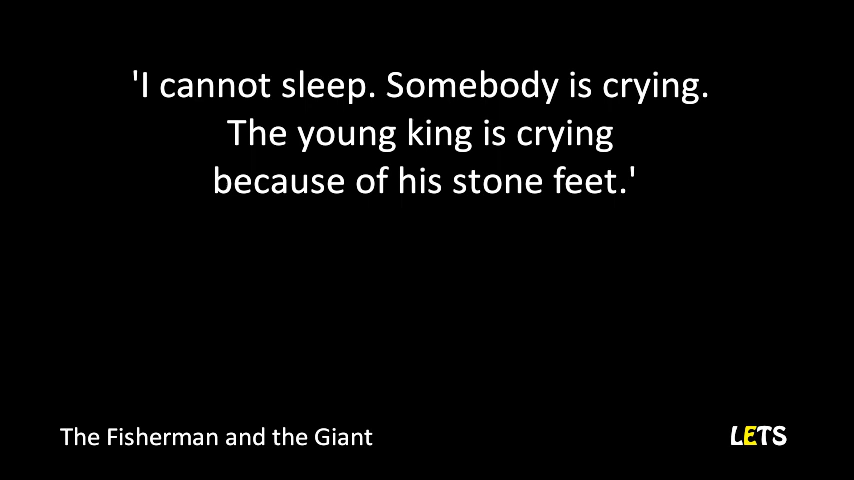 'I cannot sleep. Somebody is crying.
The young king is crying
because of his stone feet.'
The Fisherman and the Giant
LETS